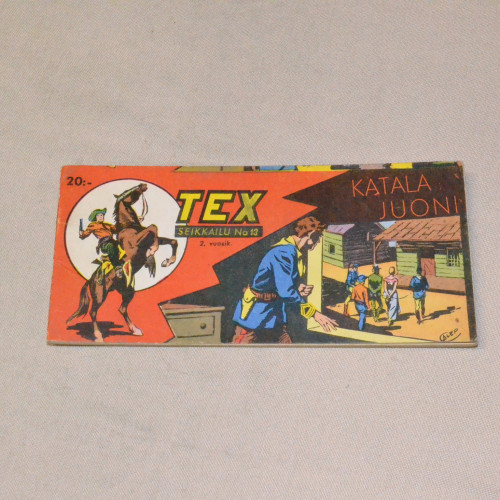 20:-
TEX
SEIKKAILU No 13
2. vuosik.
KATALA
JUONI